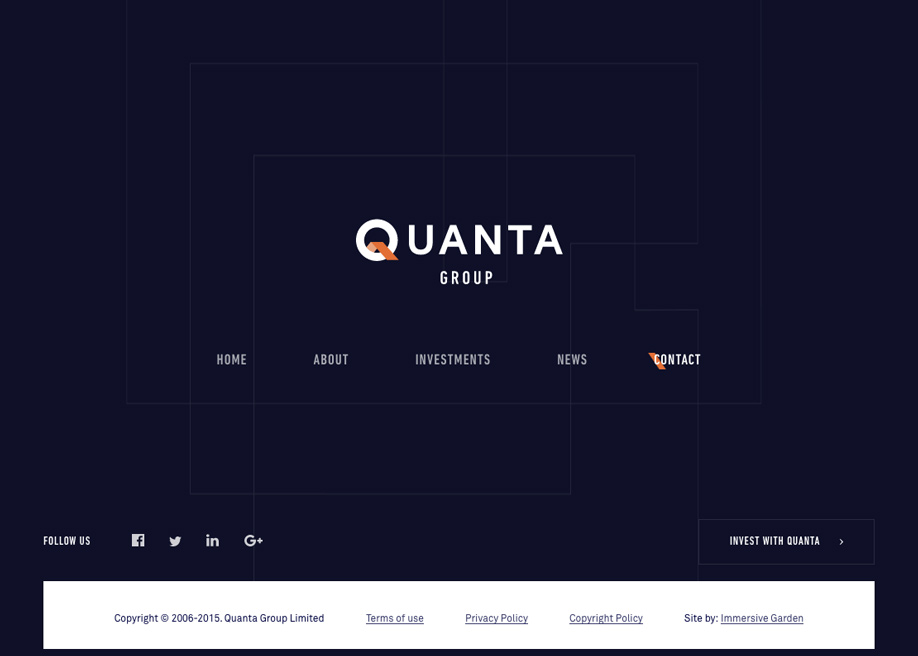 QUANTA
GROUP
HOME ABOUT INVESTMENTS NEWS CONTACT
FOLLOW US G+ INVEST WITH QUANTA ›
Copyright © 2006-2015. Quanta Group Limited Terms of use Privacy Policy Copyright Policy Site by: Immersive Garden